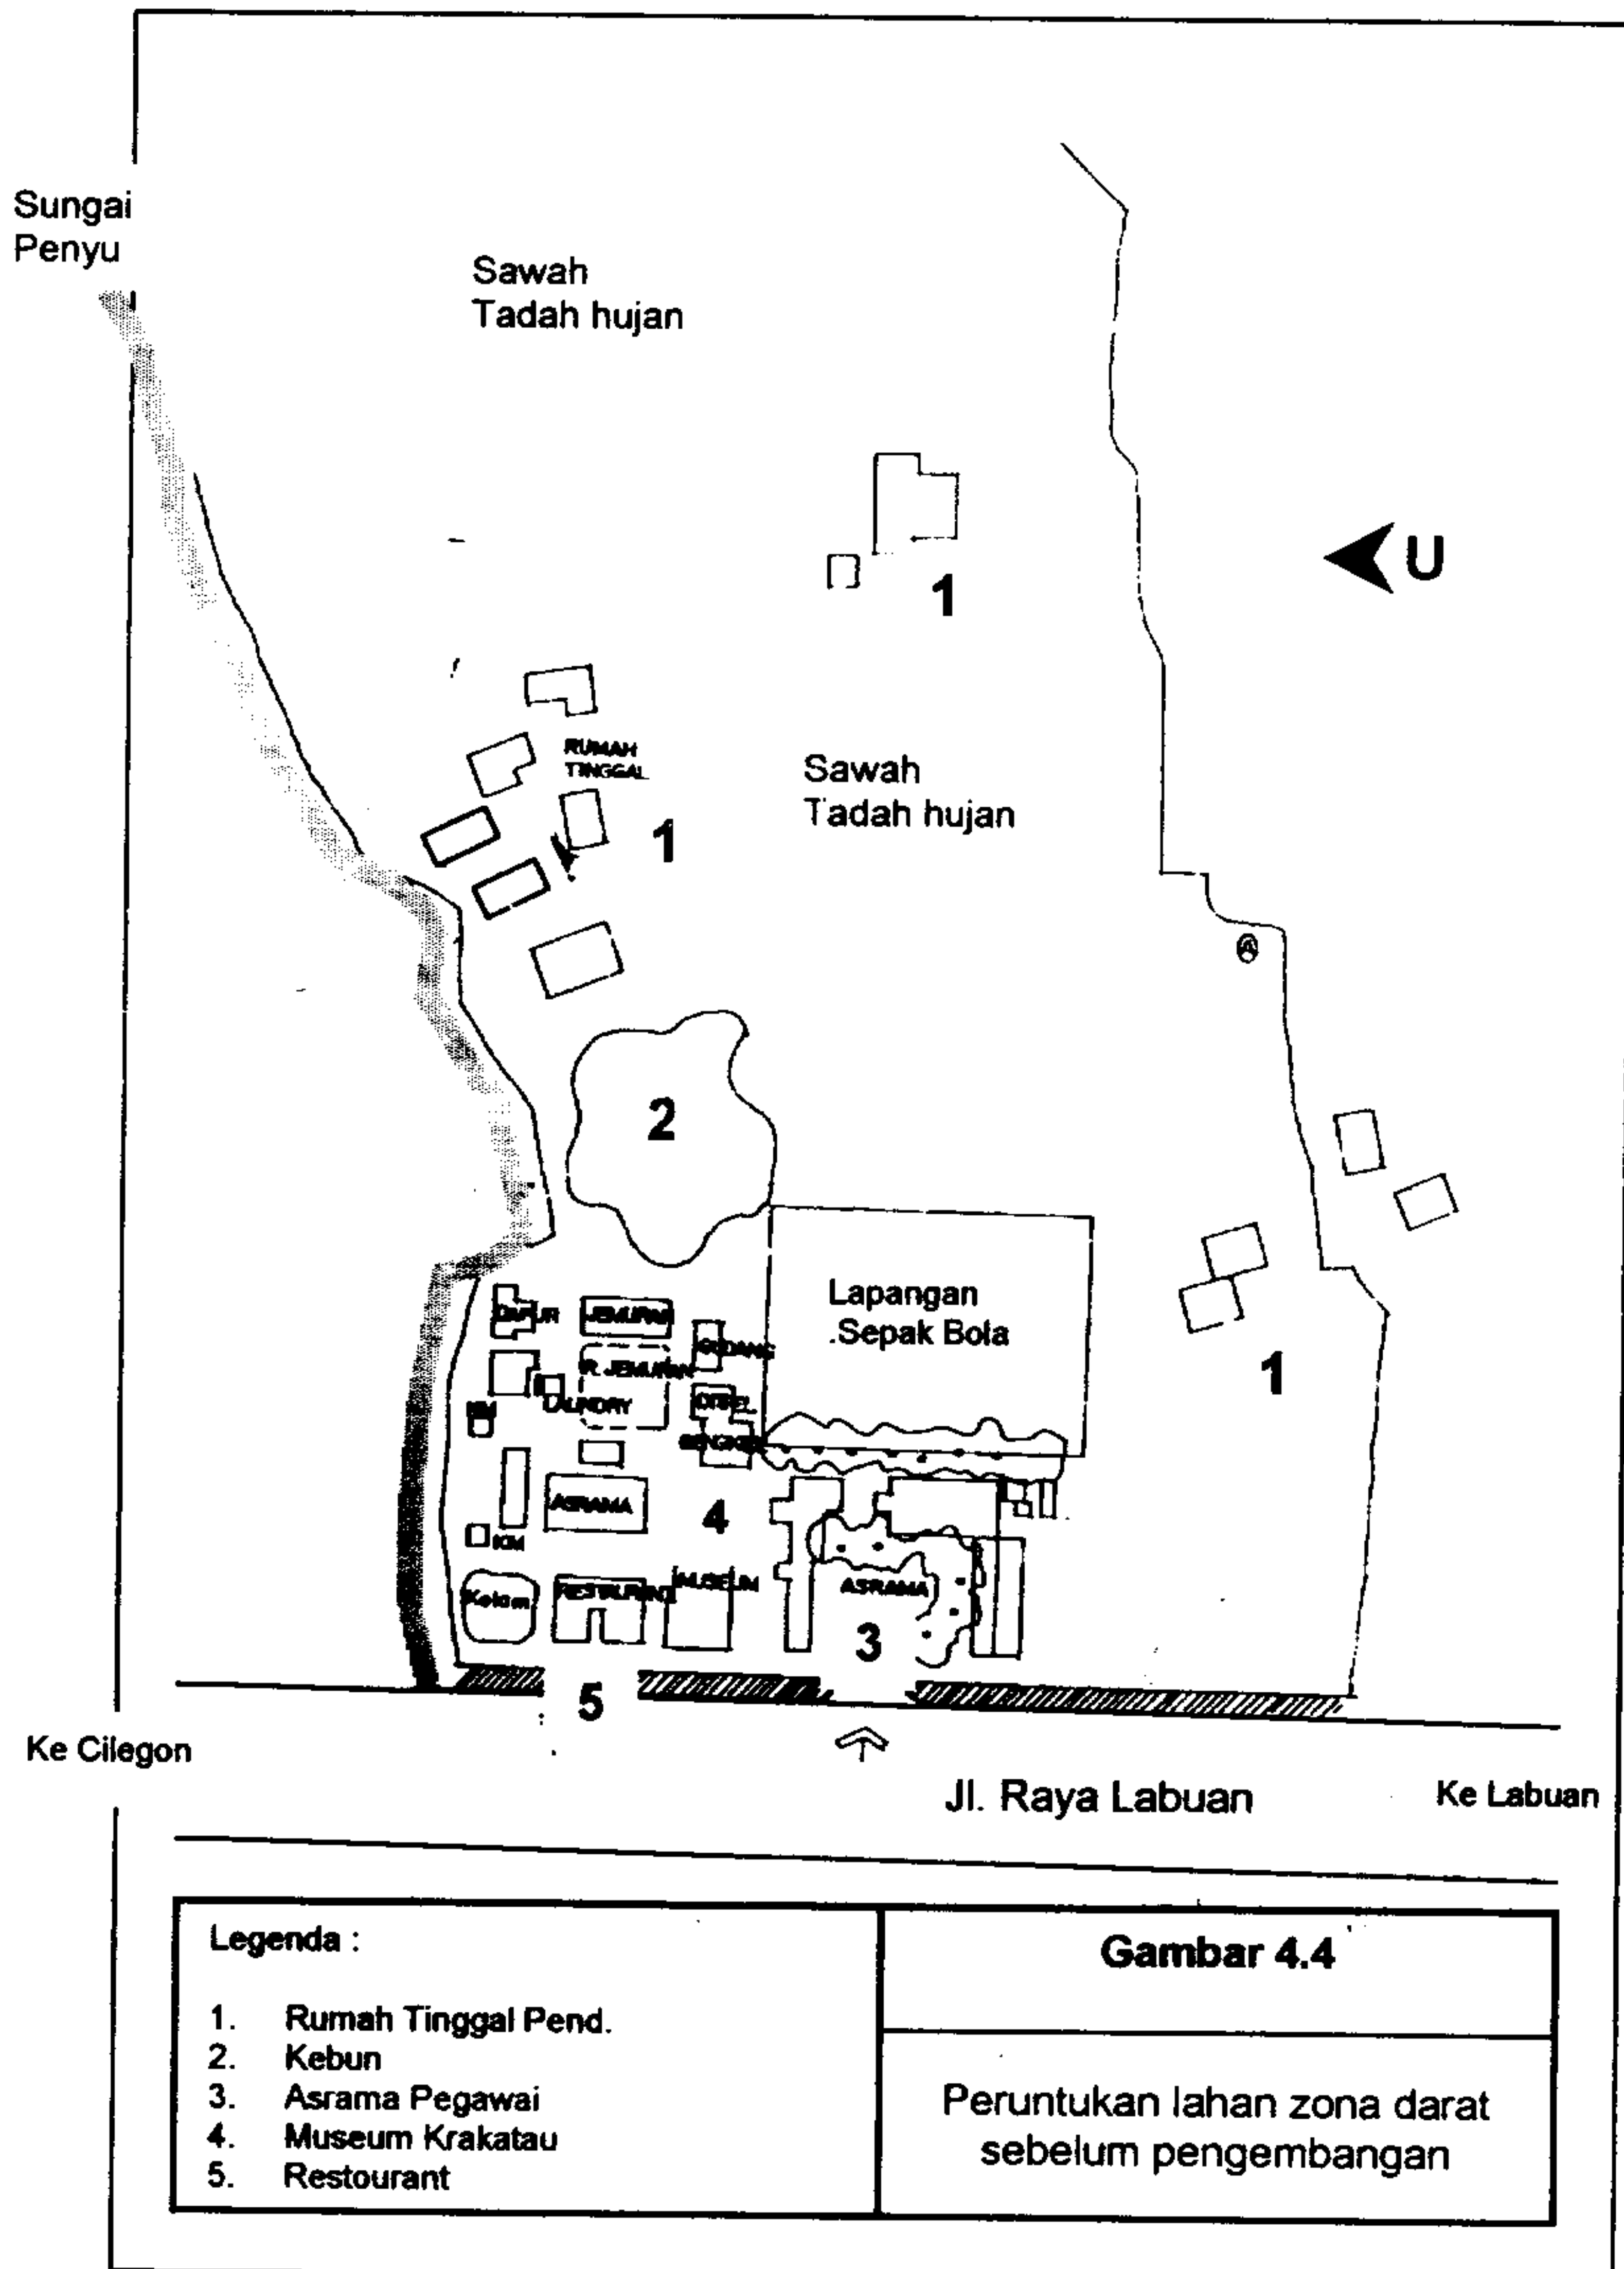 Sungai
Penyu
Sawah
Tadah hujan
U
1
RUMAH
TINGGAL
1
Sawah
Tadah hujan
2
Lapangan
.Sepak Bola
1
DAPUR
JEMURAN
GUDANG
R. JEMURAN
LAUNDRY
KM
DISEL
BENGKEL
ASRAMA
4
KM
Kolam
RESTAURANT
MUSEUM
ASRAMA
3
5
Ke Cilegon
Jl. Raya Labuan
Ke Labuan
Legenda :
1. Rumah Tinggal Pend.
2. Kebun
3. Asrama Pegawai
4. Museum Krakatau
5. Restourant
Gambar 4.4
Peruntukan lahan zona darat
sebelum pengembangan